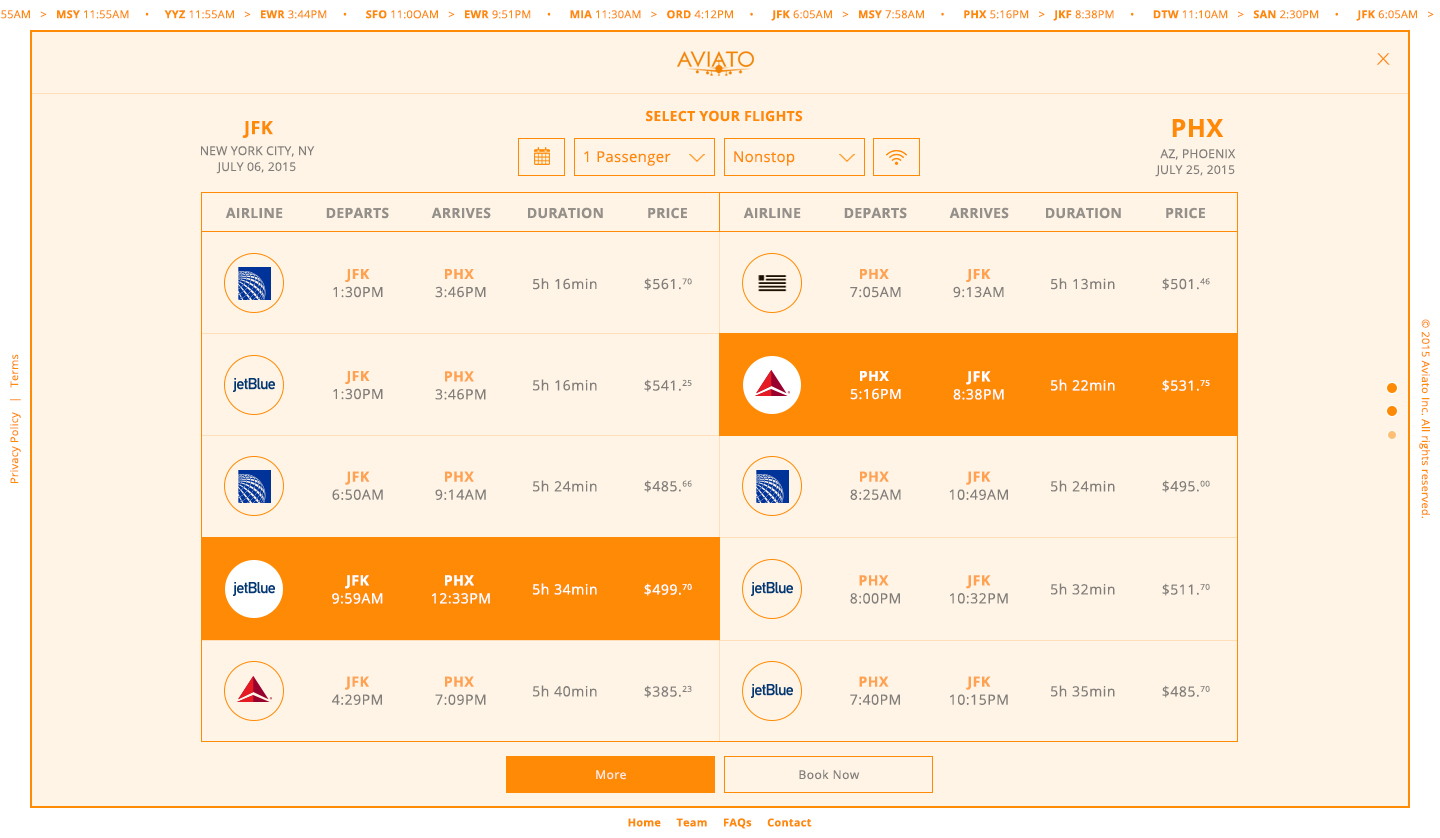 55AM > MSY 11:55AM • YYZ 11:55AM > EWR 3:44PM • SFO 11:00AM > EWR 9:51PM • MIA 11:30AM > ORD 4:12PM • JFK 6:05AM > MSY 7:58AM • PHX 5:16PM > JKF 8:38PM • DTW 11:10AM > SAN 2:30PM • JFK 6:05AM >
AVIATO
JFK
NEW YORK CITY, NY
JULY 06, 2015
SELECT YOUR FLIGHTS
1 Passenger
Nonstop
PHX
AZ, PHOENIX
JULY 25, 2015
AIRLINE DEPARTS ARRIVES DURATION PRICE
JFK PHX
1:30PM 3:46PM 5h 16min $561.70
jetBlue JFK PHX
1:30PM 3:46PM 5h 16min $541.25
JFK PHX
6:50AM 9:14AM 5h 24min $485.66
jetBlue JFK PHX
9:59AM 12:33PM 5h 34min $499.70
JFK PHX
4:29PM 7:09PM 5h 40min $385.23
AIRLINE DEPARTS ARRIVES DURATION PRICE
PHX JFK
7:05AM 9:13AM 5h 13min $501.46
PHX JFK
5:16PM 8:38PM 5h 22min $531.75
PHX JFK
8:25AM 10:49AM 5h 24min $495.00
jetBlue PHX JFK
8:00PM 10:32PM 5h 32min $511.70
jetBlue PHX JFK
7:40PM 10:15PM 5h 35min $485.70
More
Book Now
Privacy Policy | Terms
© 2015 Aviato Inc. All rights reserved.
Home Team FAQs Contact